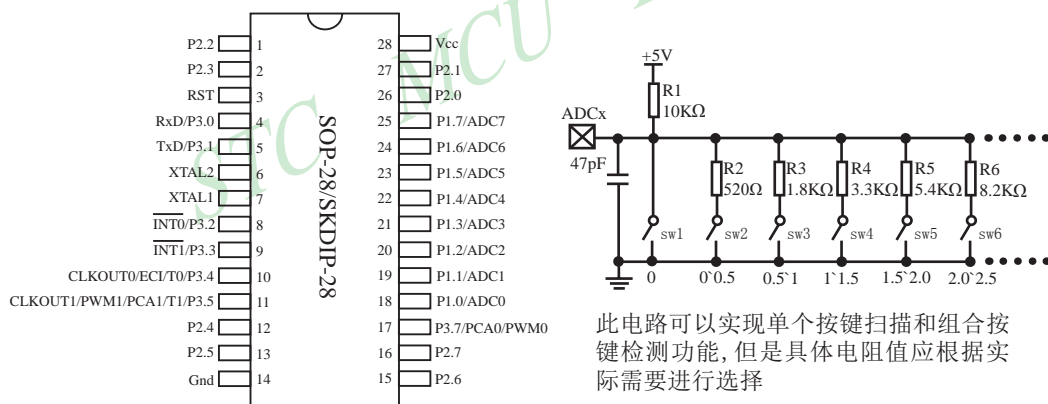 STC MCU
P2.2 1
P2.3 2
RST 3
RxD/P3.0 4
TxD/P3.1 5
XTAL2 6
XTAL1 7
INT0/P3.2 8
INT1/P3.3 9
CLKOUT0/ECI/T0/P3.4 10
CLKOUT1/PWM1/PCA1/T1/P3.5 11
P2.4 12
P2.5 13
Gnd 14
SOP-28/SKDIP-28
28 Vcc
27 P2.1
26 P2.0
25 P1.7/ADC7
24 P1.6/ADC6
23 P1.5/ADC5
22 P1.4/ADC4
21 P1.3/ADC3
20 P1.2/ADC2
19 P1.1/ADC1
18 P1.0/ADC0
17 P3.7/PCA0/PWM0
16 P2.7
15 P2.6
+5V
R1
10KΩ
ADCx
47pF
R2
520Ω
R3
1.8KΩ
R4
3.3KΩ
R5
5.4KΩ
R6
8.2KΩ
sw1
sw2
sw3
sw4
sw5
sw6
0
0`0.5
0.5`1
1`1.5
1.5`2.0
2.0`2.5
此电路可以实现单个按键扫描和组合按
键检测功能,但是具体电阻值应根据实
际需要进行选择